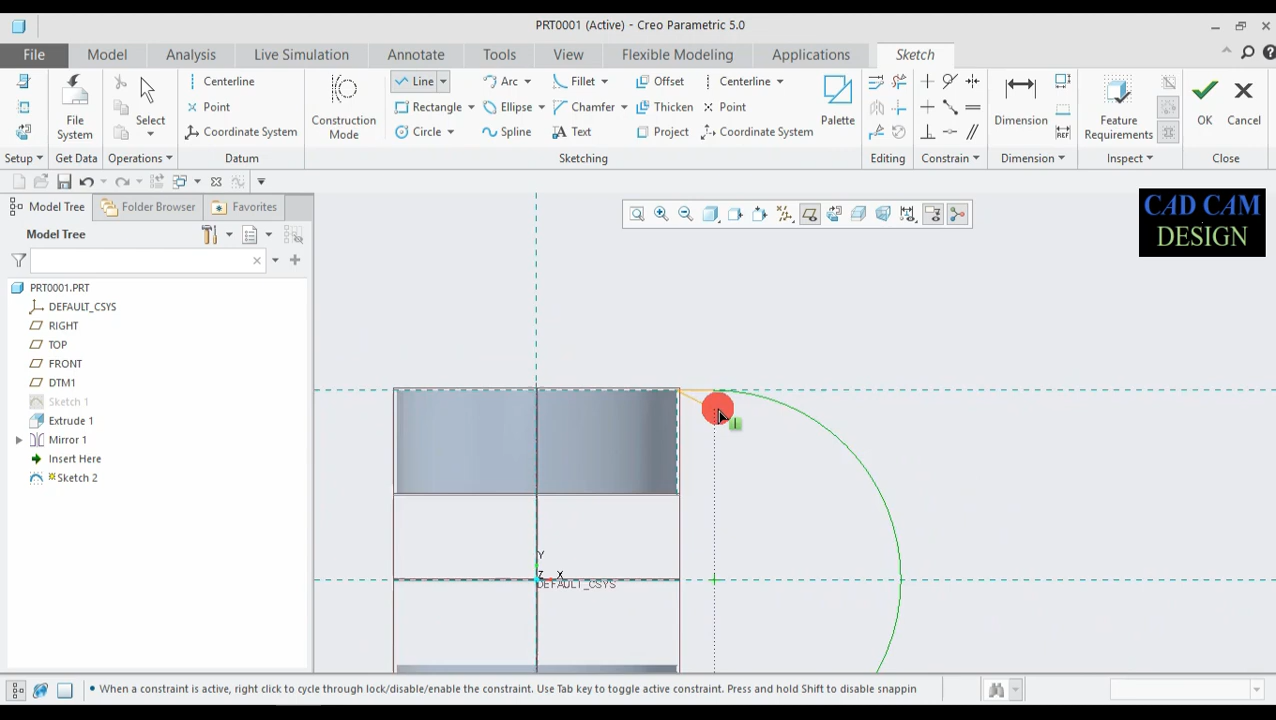 PRT0001 (Active) - Creo Parametric 5.0
File Model Analysis Live Simulation Annotate Tools View Flexible Modeling Applications Sketch
Centerline Line Arc Fillet Offset Centerline
File System Select Point Construction Mode Rectangle Ellipse Chamfer Thicken Point Palette Dimension Feature Requirements OK Cancel
Coordinate System Circle Spline Text Project Coordinate System REF
Setup Get Data Operations Datum Sketching Editing Constrain Dimension Inspect Close
Model Tree Folder Browser Favorites
CAD CAM
DESIGN
Model Tree
PRT0001.PRT
DEFAULT_CSYS
RIGHT
TOP
FRONT
DTM1
Sketch 1
Extrude 1
Mirror 1
Insert Here
Sketch 2
Y
Z X
DEFAULT_CSYS
When a constraint is active, right click to cycle through lock/disable/enable the constraint. Use Tab key to toggle active constraint. Press and hold Shift to disable snappin